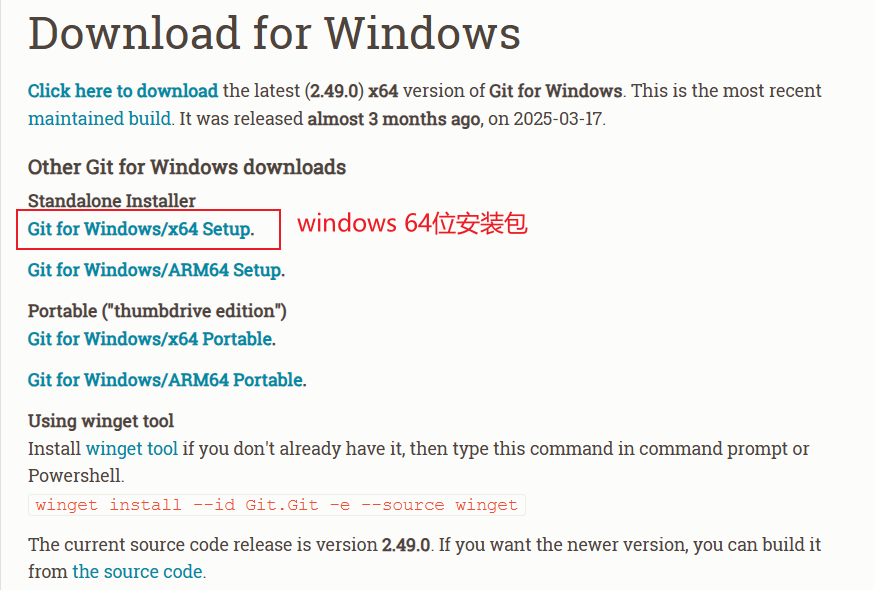 Download for Windows
Click here to download the latest (2.49.0) x64 version of Git for Windows. This is the most recent
maintained build. It was released almost 3 months ago, on 2025-03-17.
Other Git for Windows downloads
Standalone Installer
Git for Windows/x64 Setup.
windows 64位安装包
Git for Windows/ARM64 Setup.
Portable ("thumbdrive edition")
Git for Windows/x64 Portable.
Git for Windows/ARM64 Portable.
Using winget tool
Install winget tool if you don't already have it, then type this command in command prompt or
Powershell.
winget install --id Git.Git -e --source winget
The current source code release is version 2.49.0. If you want the newer version, you can build it
from the source code.